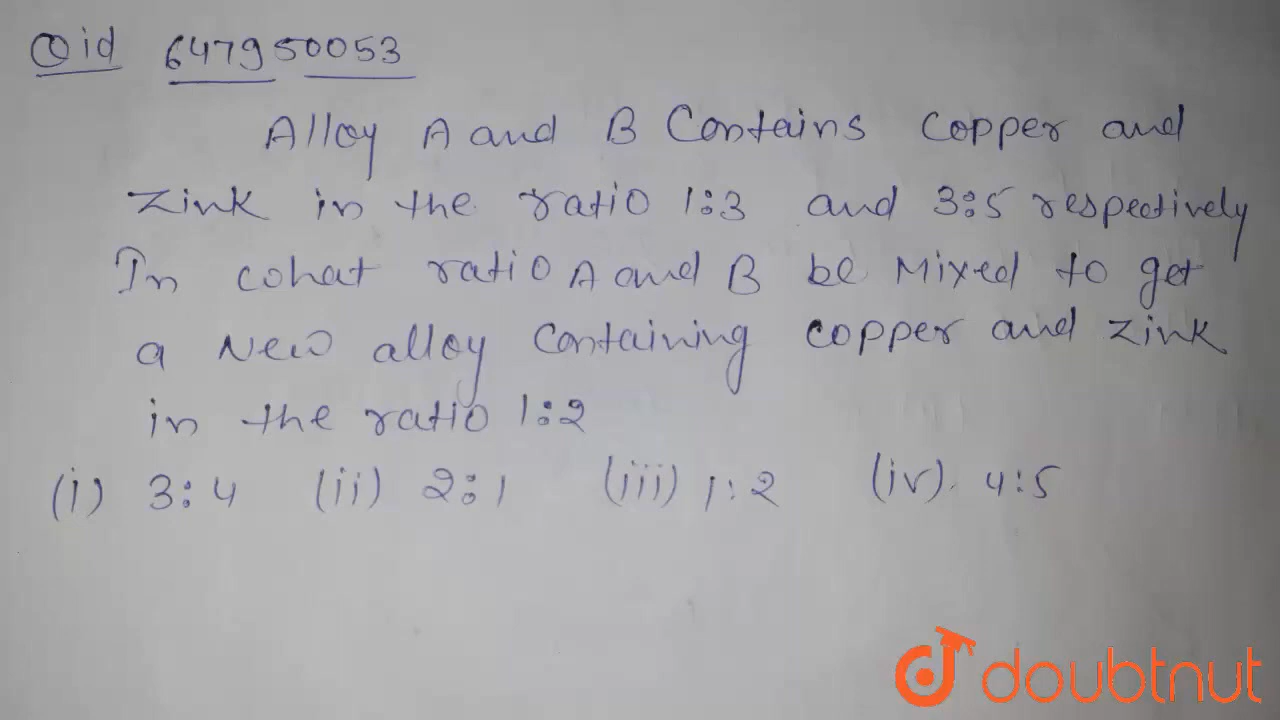 Qid 647950053
Alloy A and B Contains Copper and
Zink in the ratio 1:3 and 3:5 respectively
In cohat ratio A and B be Mixed to get
a New alloy Containing copper and Zink
in the ratio 1:2
(i) 3:4 (ii) 2:1 (iii) 1:2 (iv). 4:5
doubtnut